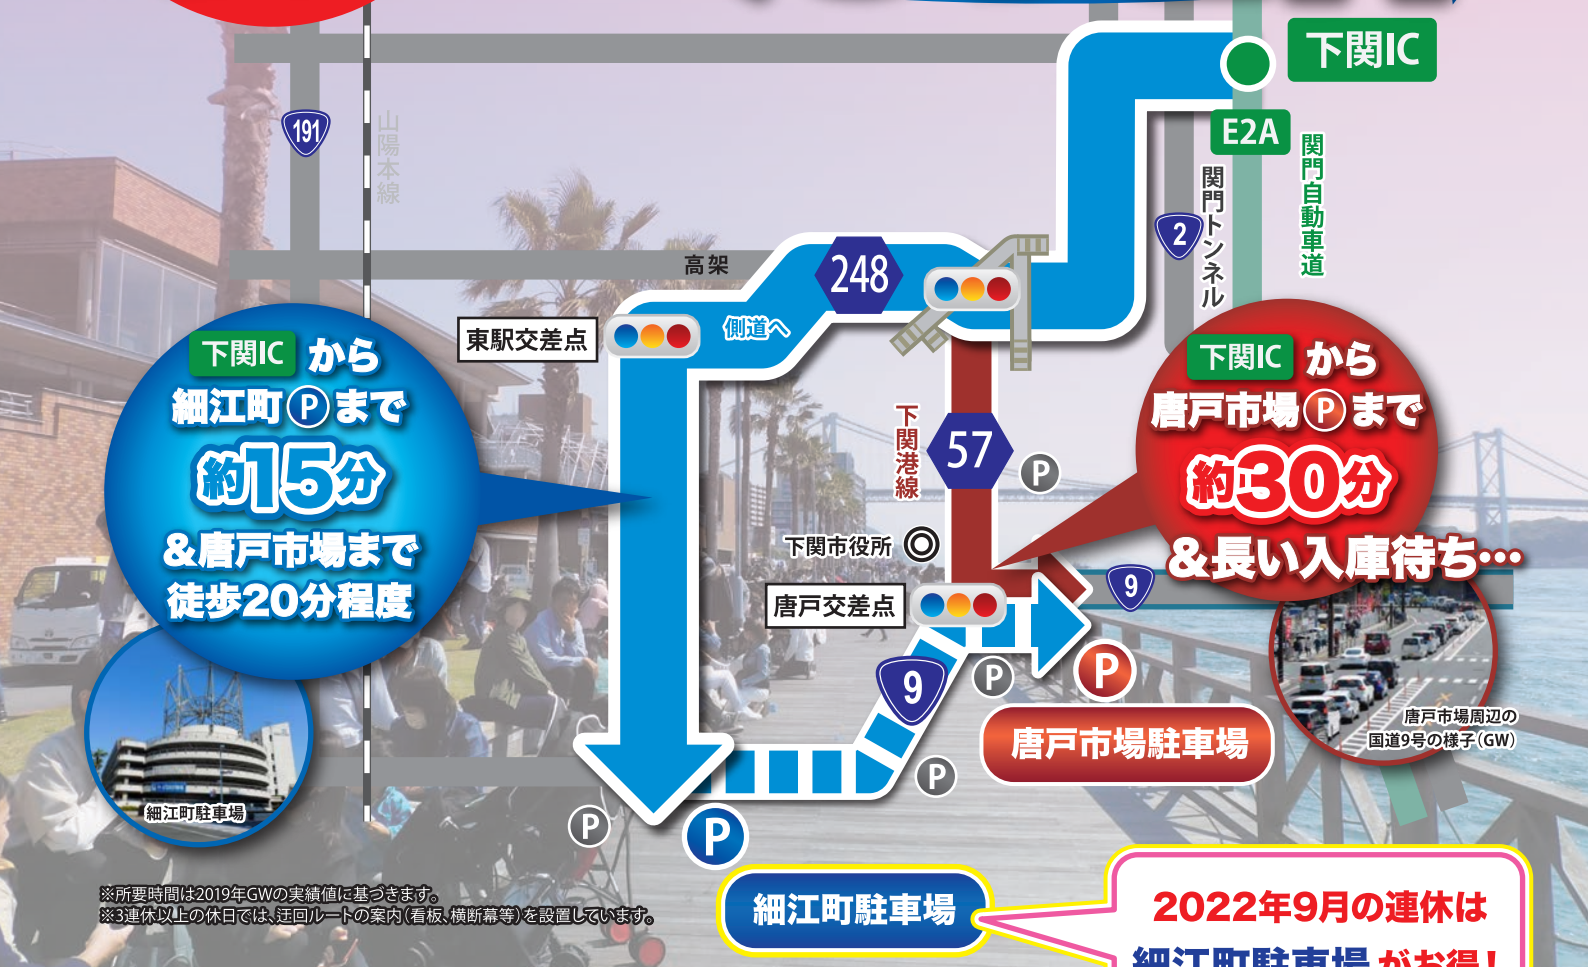 下関IC
E2A
関門自動車道
191
山陽本線
2
関門トンネル
高架
248
側道へ
東駅交差点
下関IC から
細江町Ⓟまで
約15分
&唐戸市場まで
徒歩20分程度
下関IC から
唐戸市場Ⓟまで
約30分
&長い入庫待ち…
下関港線
57
P
下関市役所
唐戸交差点
9
9
P
P
唐戸市場駐車場
唐戸市場周辺の
国道9号の様子(GW)
P
細江町駐車場
P
P
細江町駐車場
※所要時間は2019年GWの実績値に基づきます。
※3連休以上の休日では、迂回ルートの案内(看板、横断幕等)を設置しています。
2022年9月の連休は
細江町駐車場 がお得!